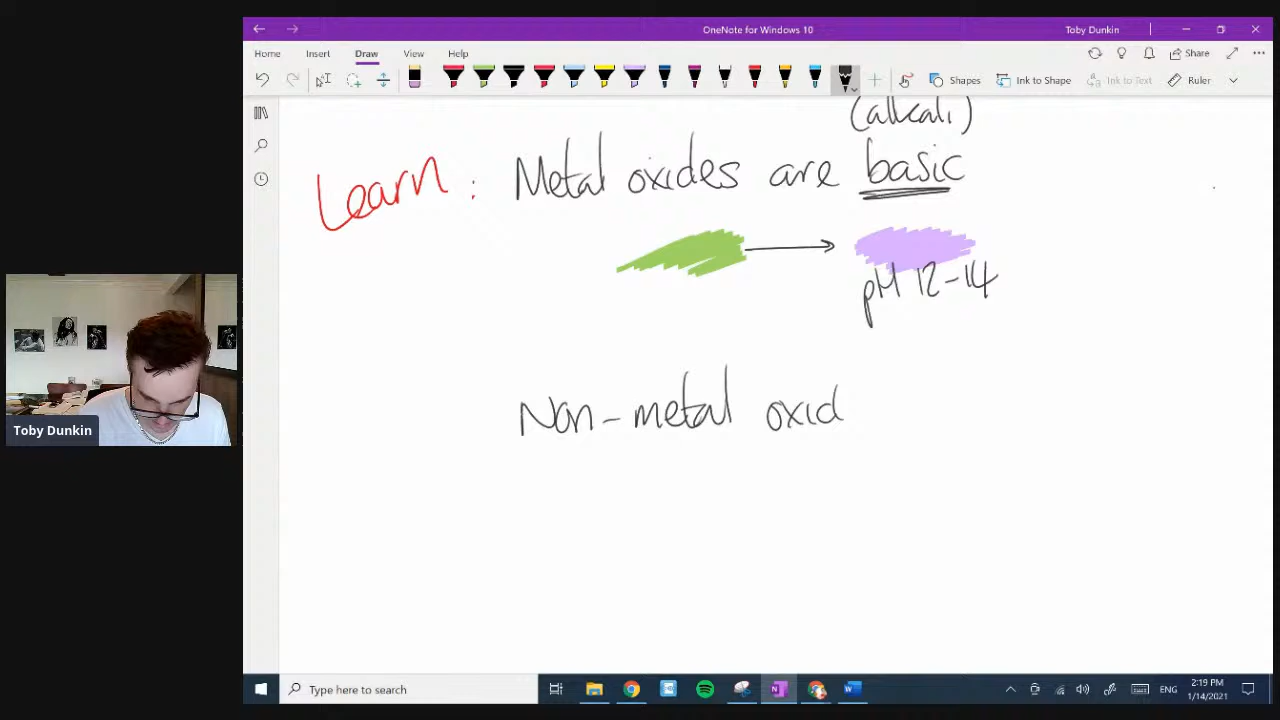 OneNote for Windows 10
Toby Dunkin
Home Insert Draw View Help
Share
Shapes Ink to Shape Ink to Text Ruler
(alkali)
Learn: Metal oxides are basic
pH 12-14
Non-metal oxid
Toby Dunkin
Type here to search
ENG
2:19 PM
1/14/2021